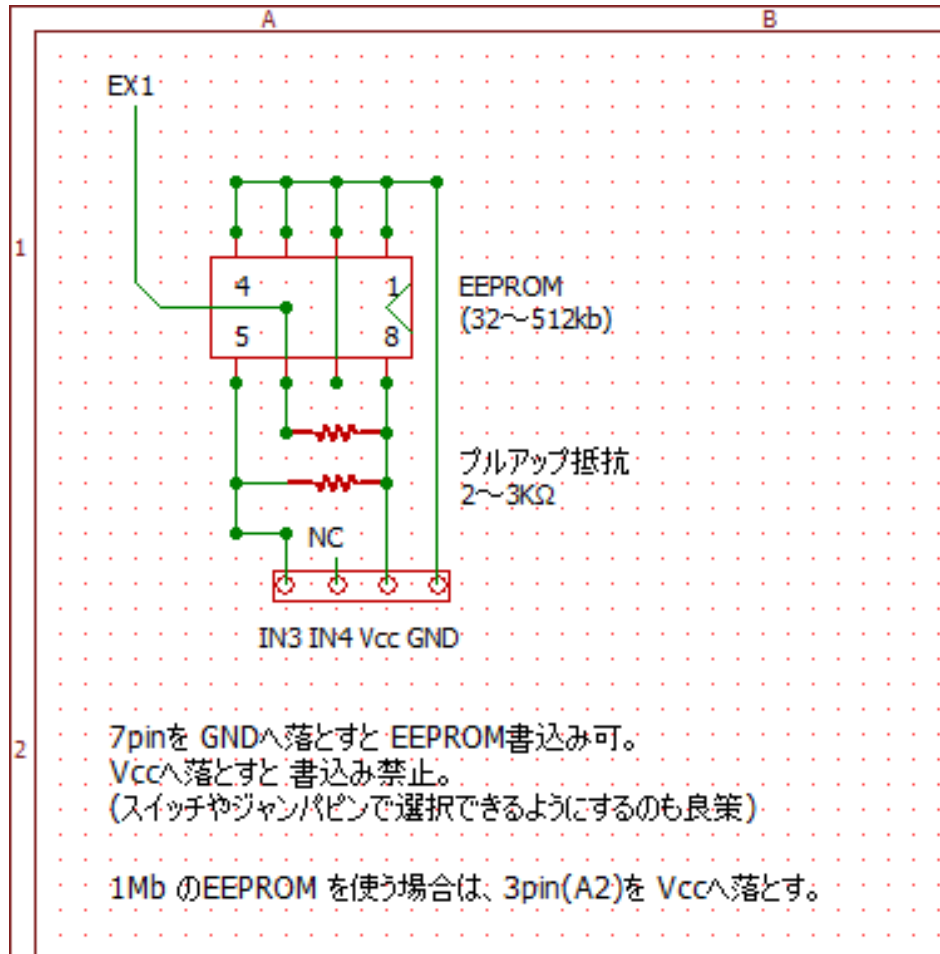 A
B
EX1
1
4
1
EEPROM
5
8
(32～512kb)
プルアップ抵抗
2～3KΩ
NC
IN3 IN4 Vcc GND
2
7pinを GNDへ落とすと EEPROM書込み可。
Vccへ落とすと 書込み禁止。
(スイッチやジャンパピンで選択できるようにするのも良策)
1Mb のEEPROM を使う場合は、3pin(A2)を Vccへ落とす。